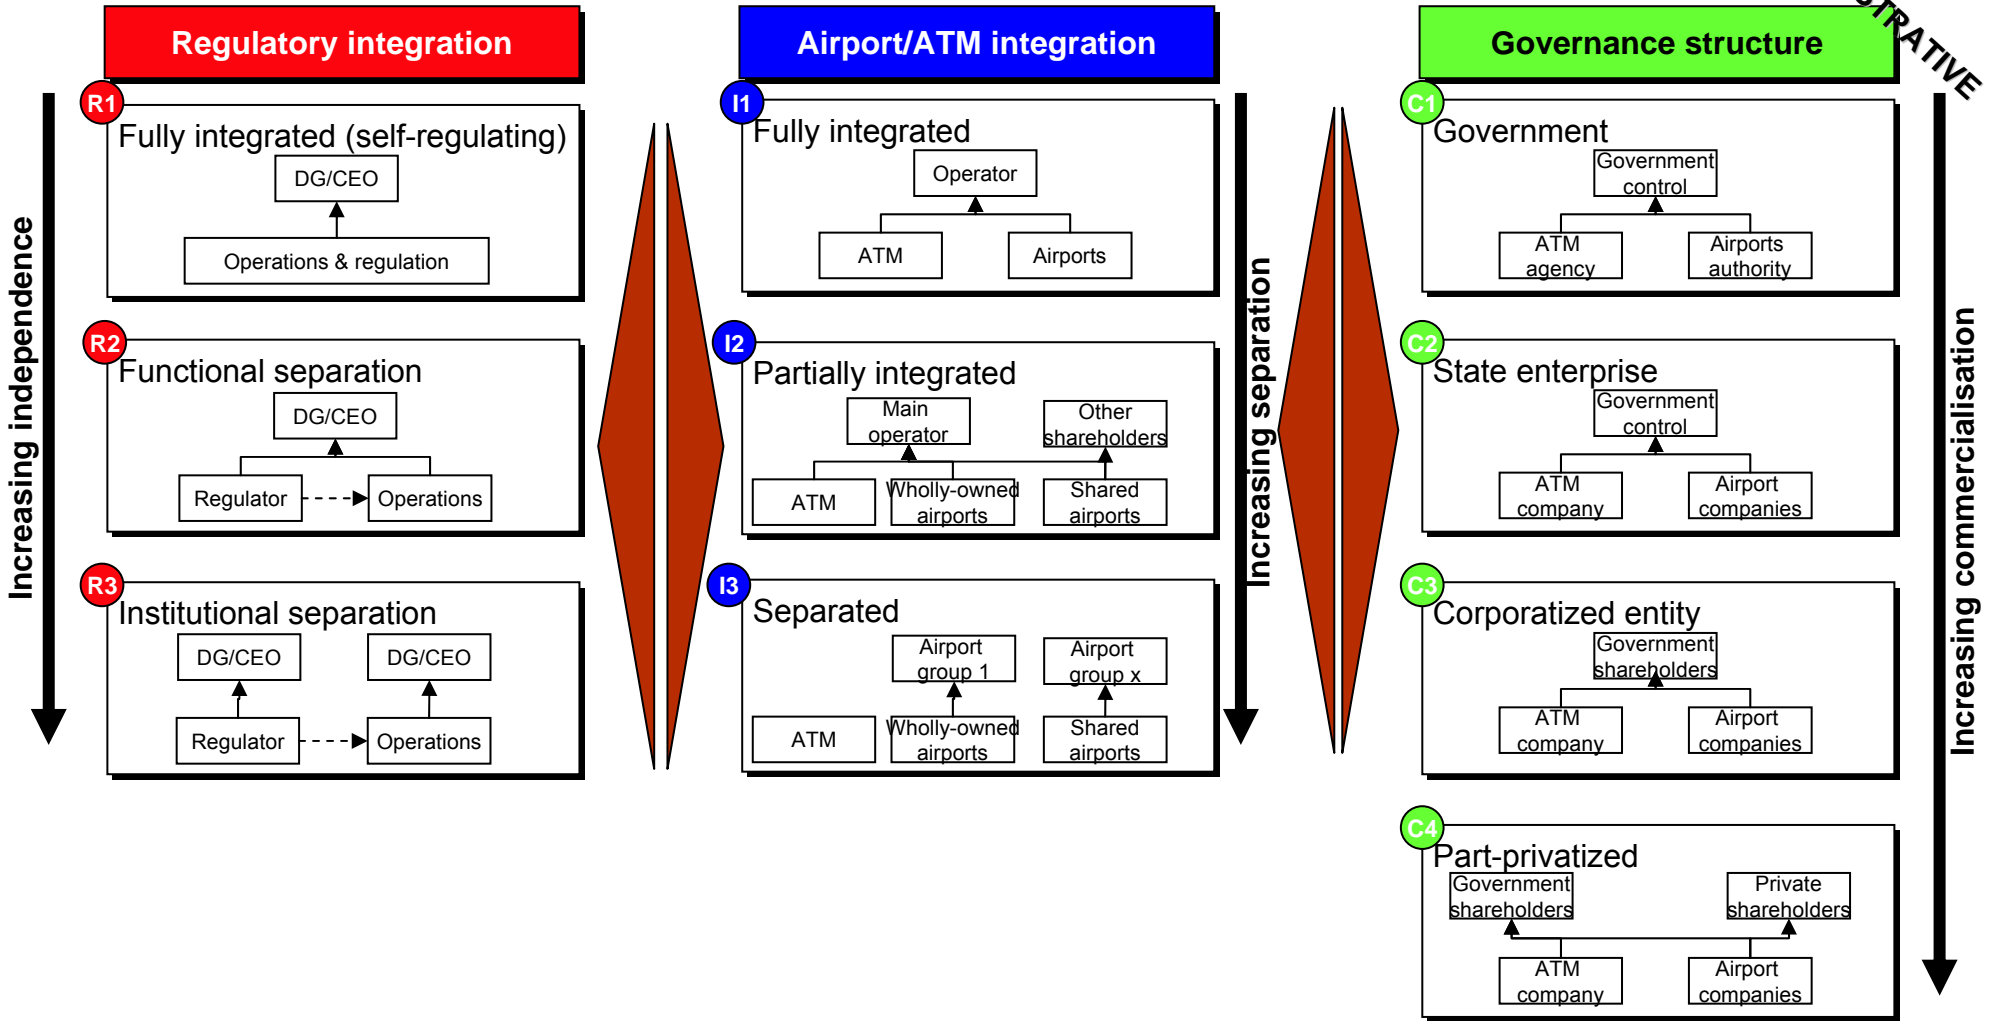 Regulatory integration
Increasing independence
R1
Fully integrated (self-regulating)
DG/CEO
Operations & regulation
R2
Functional separation
DG/CEO
Regulator
Operations
R3
Institutional separation
DG/CEO
DG/CEO
Regulator
Operations
Airport/ATM integration
Increasing separation
I1
Fully integrated
Operator
ATM
Airports
I2
Partially integrated
Main
operator
Other
shareholders
ATM
Wholly-owned
airports
Shared
airports
I3
Separated
Airport
group 1
Airport
group x
ATM
Wholly-owned
airports
Shared
airports
Governance structure
Increasing commercialisation
C1
Government
Government
control
ATM
agency
Airports
authority
C2
State enterprise
Government
control
ATM
company
Airport
companies
C3
Corporatized entity
Government
shareholders
ATM
company
Airport
companies
C4
Part-privatized
Government
shareholders
Private
shareholders
ATM
company
Airport
companies